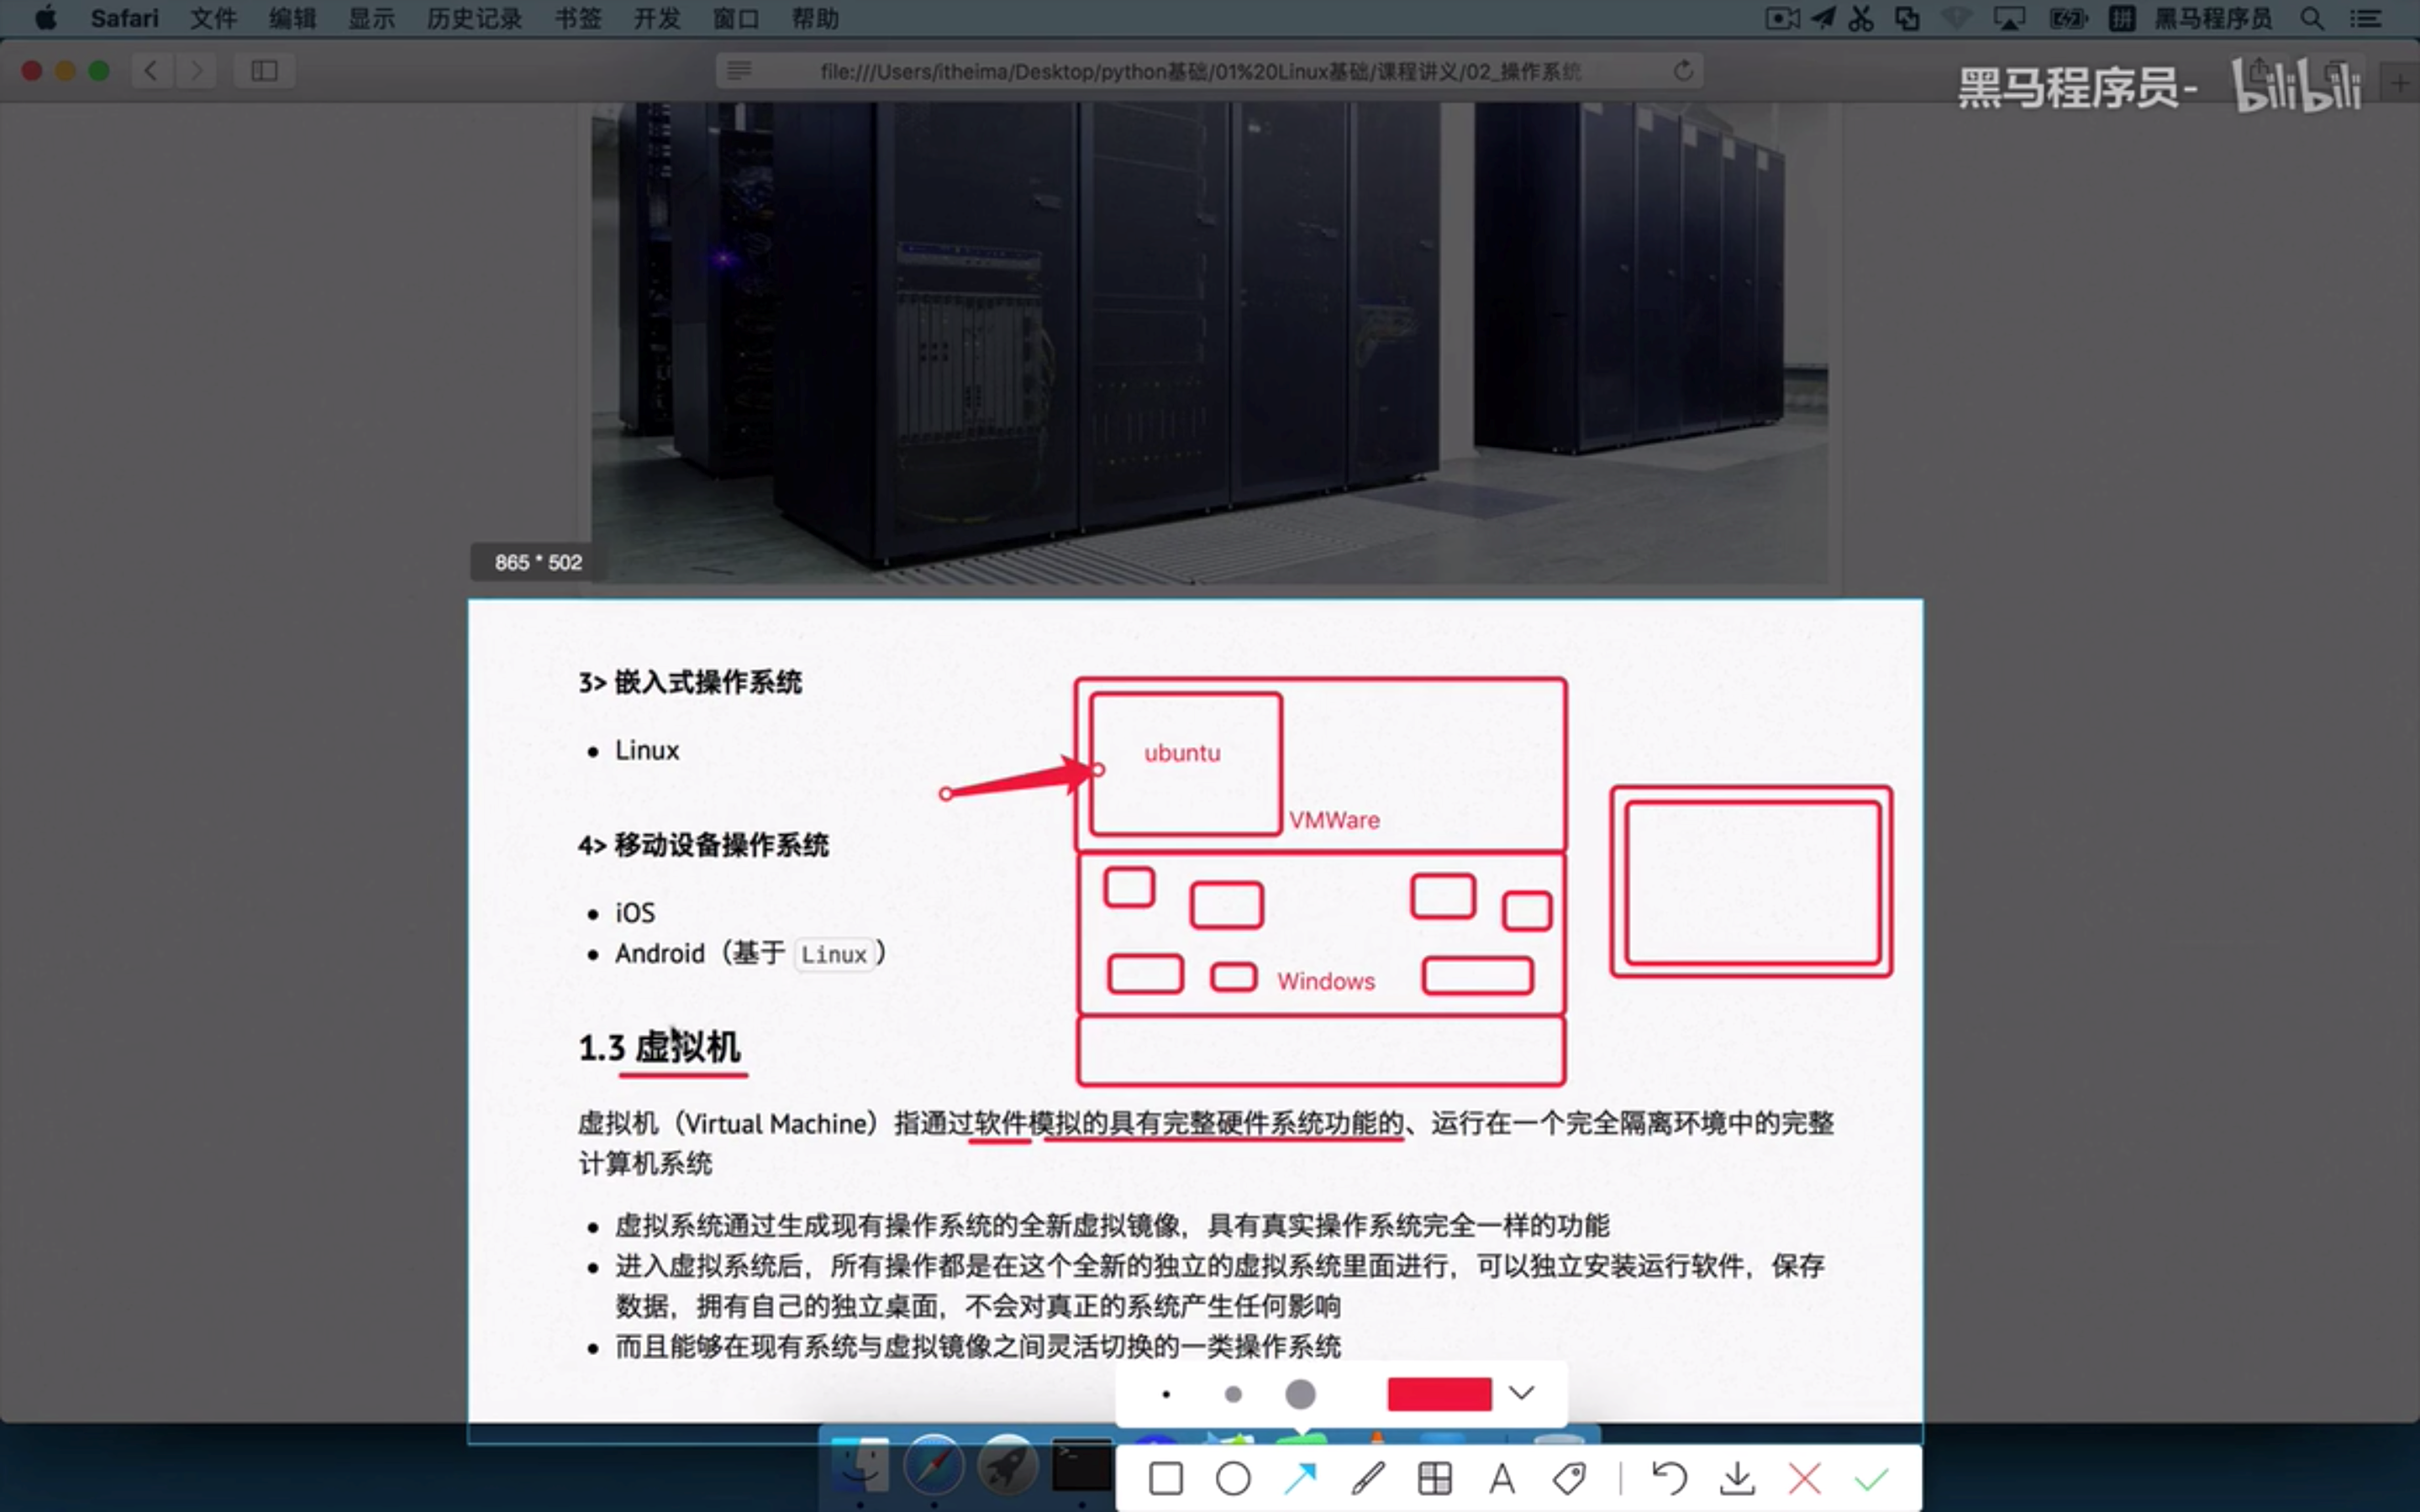 Safari 文件 编辑 显示 历史记录 书签 开发 窗口 帮助 拼 黑马程序员
file:///Users/itheima/Desktop/python基础/01%20Linux基础/课程讲义/02_操作系统
黑马程序员- bilibili
865 * 502
3> 嵌入式操作系统
Linux
4> 移动设备操作系统
iOS
Android（基于 Linux）
ubuntu
VMWare
Windows
1.3 虚拟机
虚拟机（Virtual Machine）指通过软件模拟的具有完整硬件系统功能的、运行在一个完全隔离环境中的完整
计算机系统
虚拟系统通过生成现有操作系统的全新虚拟镜像，具有真实操作系统完全一样的功能
进入虚拟系统后，所有操作都是在这个全新的独立的虚拟系统里面进行，可以独立安装运行软件，保存
数据，拥有自己的独立桌面，不会对真正的系统产生任何影响
而且能够在现有系统与虚拟镜像之间灵活切换的一类操作系统
A